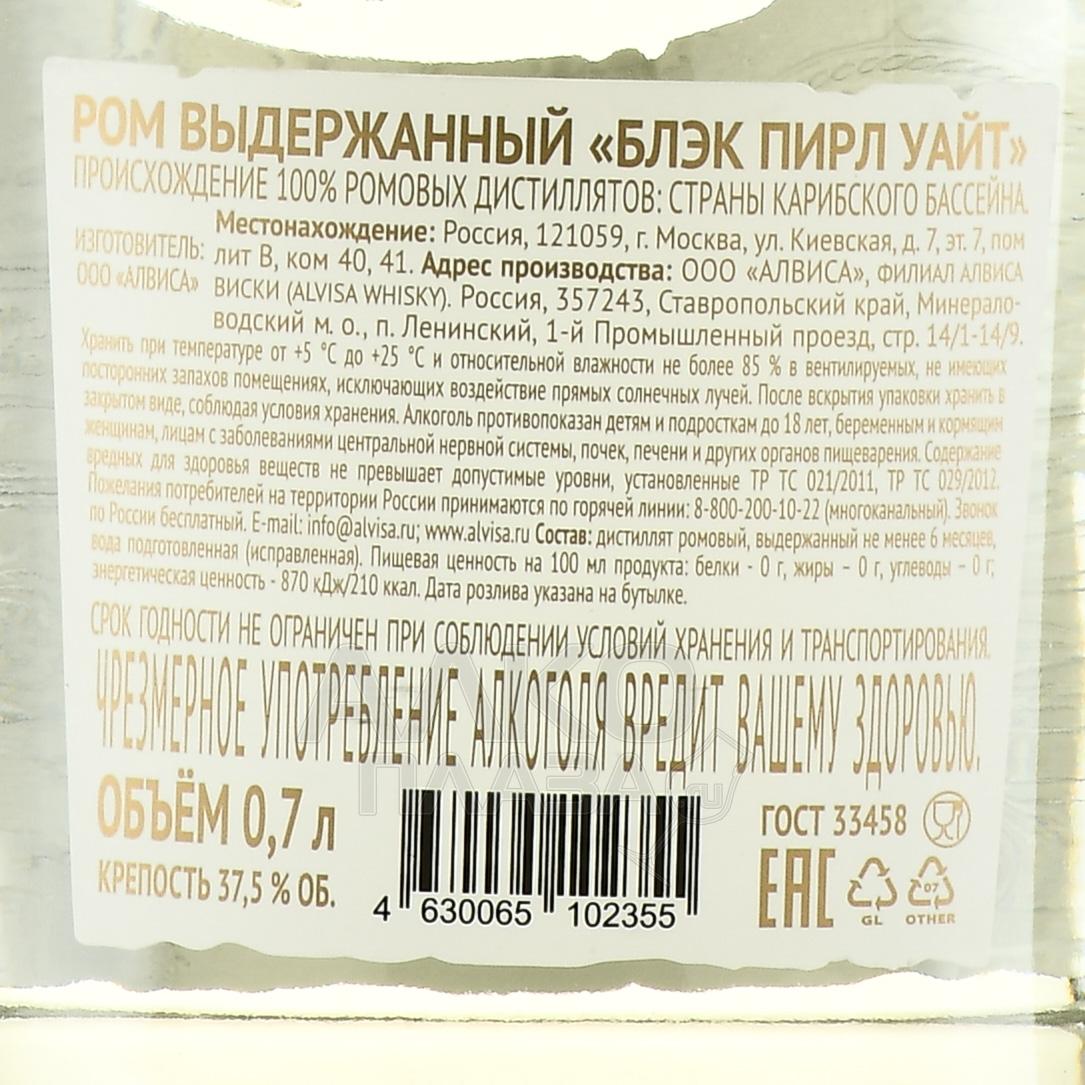 РОМ ВЫДЕРЖАННЫЙ «БЛЭК ПИРЛ УАЙТ»
ПРОИСХОЖДЕНИЕ 100% РОМОВЫХ ДИСТИЛЛЯТОВ: СТРАНЫ КАРИБСКОГО БАССЕЙНА.
ИЗГОТОВИТЕЛЬ:
ООО «АЛВИСА»
Местонахождение: Россия, 121059, г. Москва, ул. Киевская, д. 7, эт. 7, пом
лит В, ком 40, 41. Адрес производства: ООО «АЛВИСА», ФИЛИАЛ АЛВИСА
ВИСКИ (ALVISA WHISKY). Россия, 357243, Ставропольский край, Минерало-
водский м. о., п. Ленинский, 1-й Промышленный проезд, стр. 14/1-14/9.
Хранить при температуре от +5 °С до +25 °С и относительной влажности не более 85 % в вентилируемых, не имеющих
посторонних запахов помещениях, исключающих воздействие прямых солнечных лучей. После вскрытия упаковки хранить в
закрытом виде, соблюдая условия хранения. Алкоголь противопоказан детям и подросткам до 18 лет, беременным и кормящим
женщинам, лицам с заболеваниями центральной нервной системы, почек, печени и других органов пищеварения. Содержание
вредных для здоровья веществ не превышает допустимые уровни, установленные ТР ТС 021/2011, ТР ТС 029/2012.
Пожелания потребителей на территории России принимаются по горячей линии: 8-800-200-10-22 (многоканальный). Звонок
по России бесплатный. E-mail: info@alvisa.ru; www.alvisa.ru Состав: дистиллят ромовый, выдержанный не менее 6 месяцев,
вода подготовленная (исправленная). Пищевая ценность на 100 мл продукта: белки - 0 г, жиры – 0 г, углеводы – 0 г;
энергетическая ценность - 870 кДж/210 ккал. Дата розлива указана на бутылке.
СРОК ГОДНОСТИ НЕ ОГРАНИЧЕН ПРИ СОБЛЮДЕНИИ УСЛОВИЙ ХРАНЕНИЯ И ТРАНСПОРТИРОВАНИЯ.
ЧРЕЗМЕРНОЕ УПОТРЕБЛЕНИЕ АЛКОГОЛЯ ВРЕДИТ ВАШЕМУ ЗДОРОВЬЮ.
АЛКО
ПЛАЗА.ru
ОБЪЁМ 0,7 л
КРЕПОСТЬ 37,5 % ОБ.
4 630065 102355
ГОСТ 33458
EAC
GL
07
OTHER